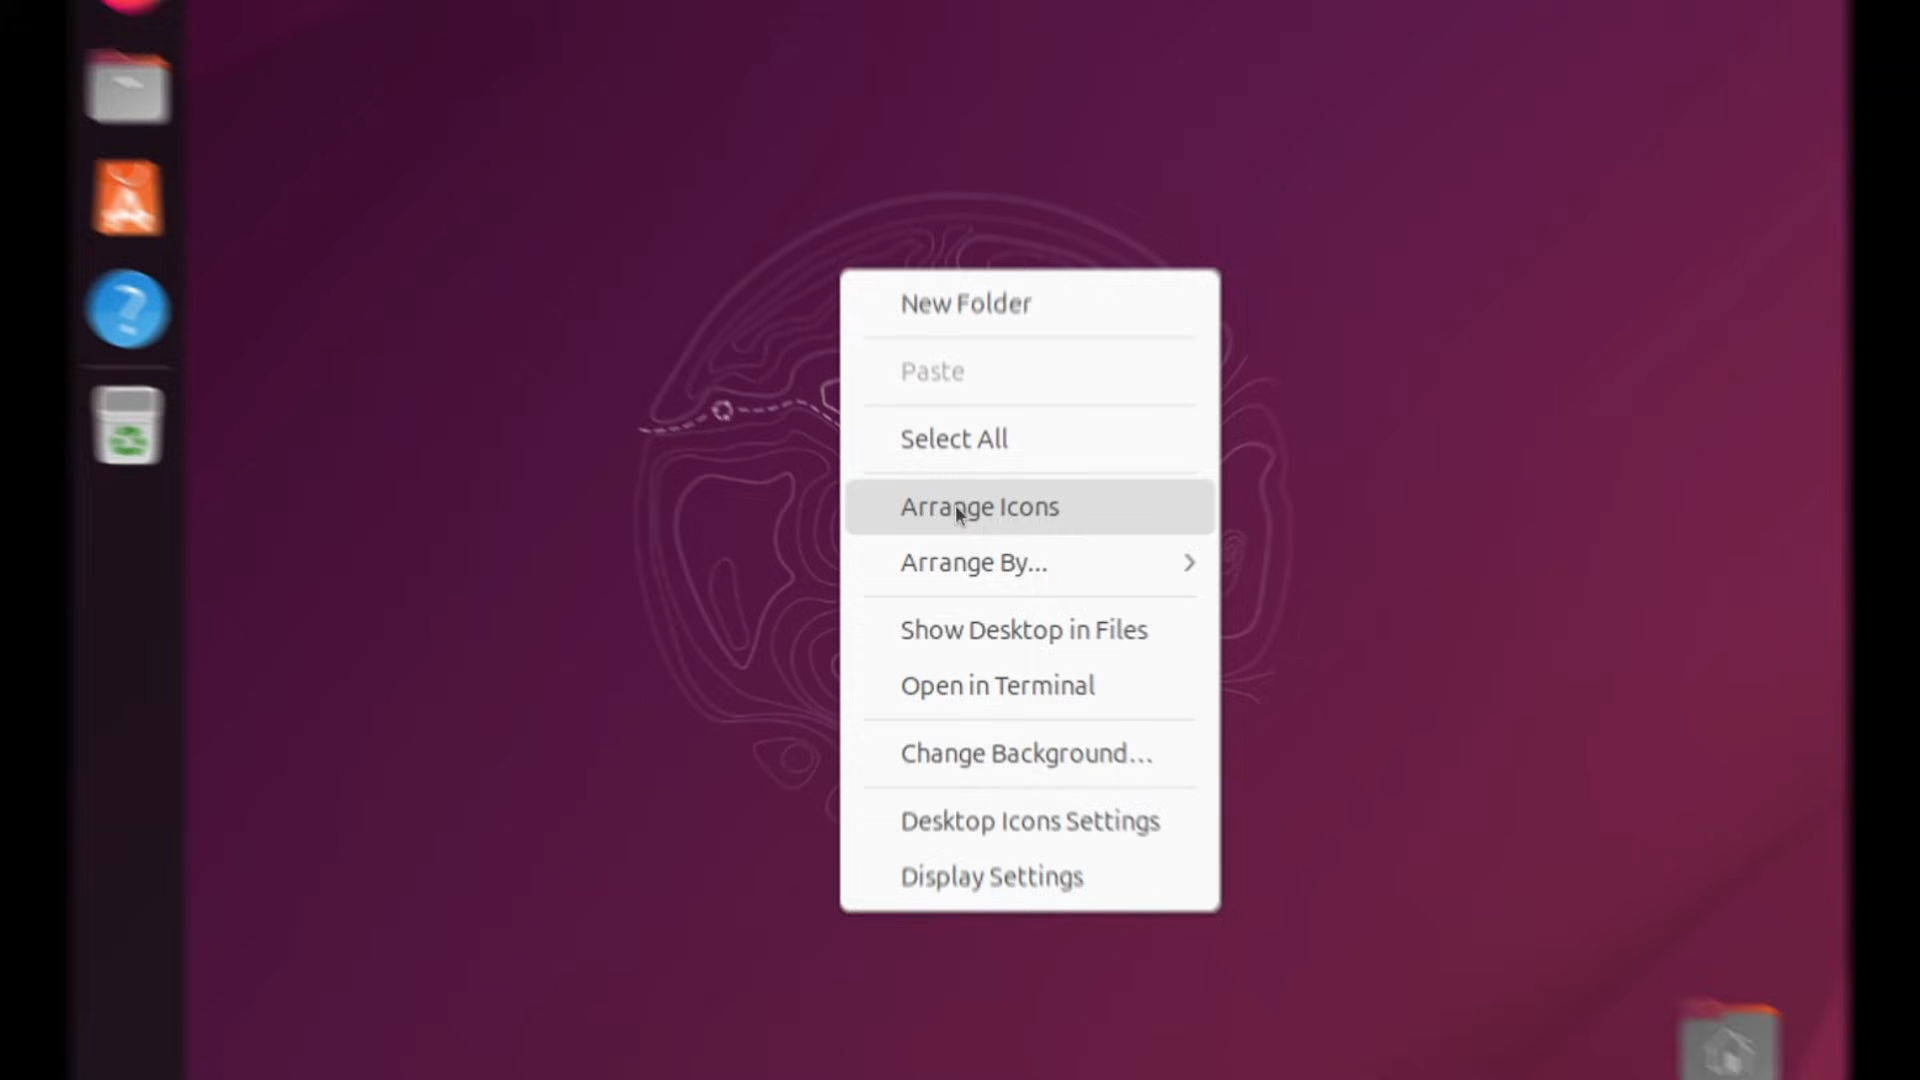 New Folder
Paste
Select All
Arrange Icons
Arrange By...
Show Desktop in Files
Open in Terminal
Change Background...
Desktop Icons Settings
Display Settings